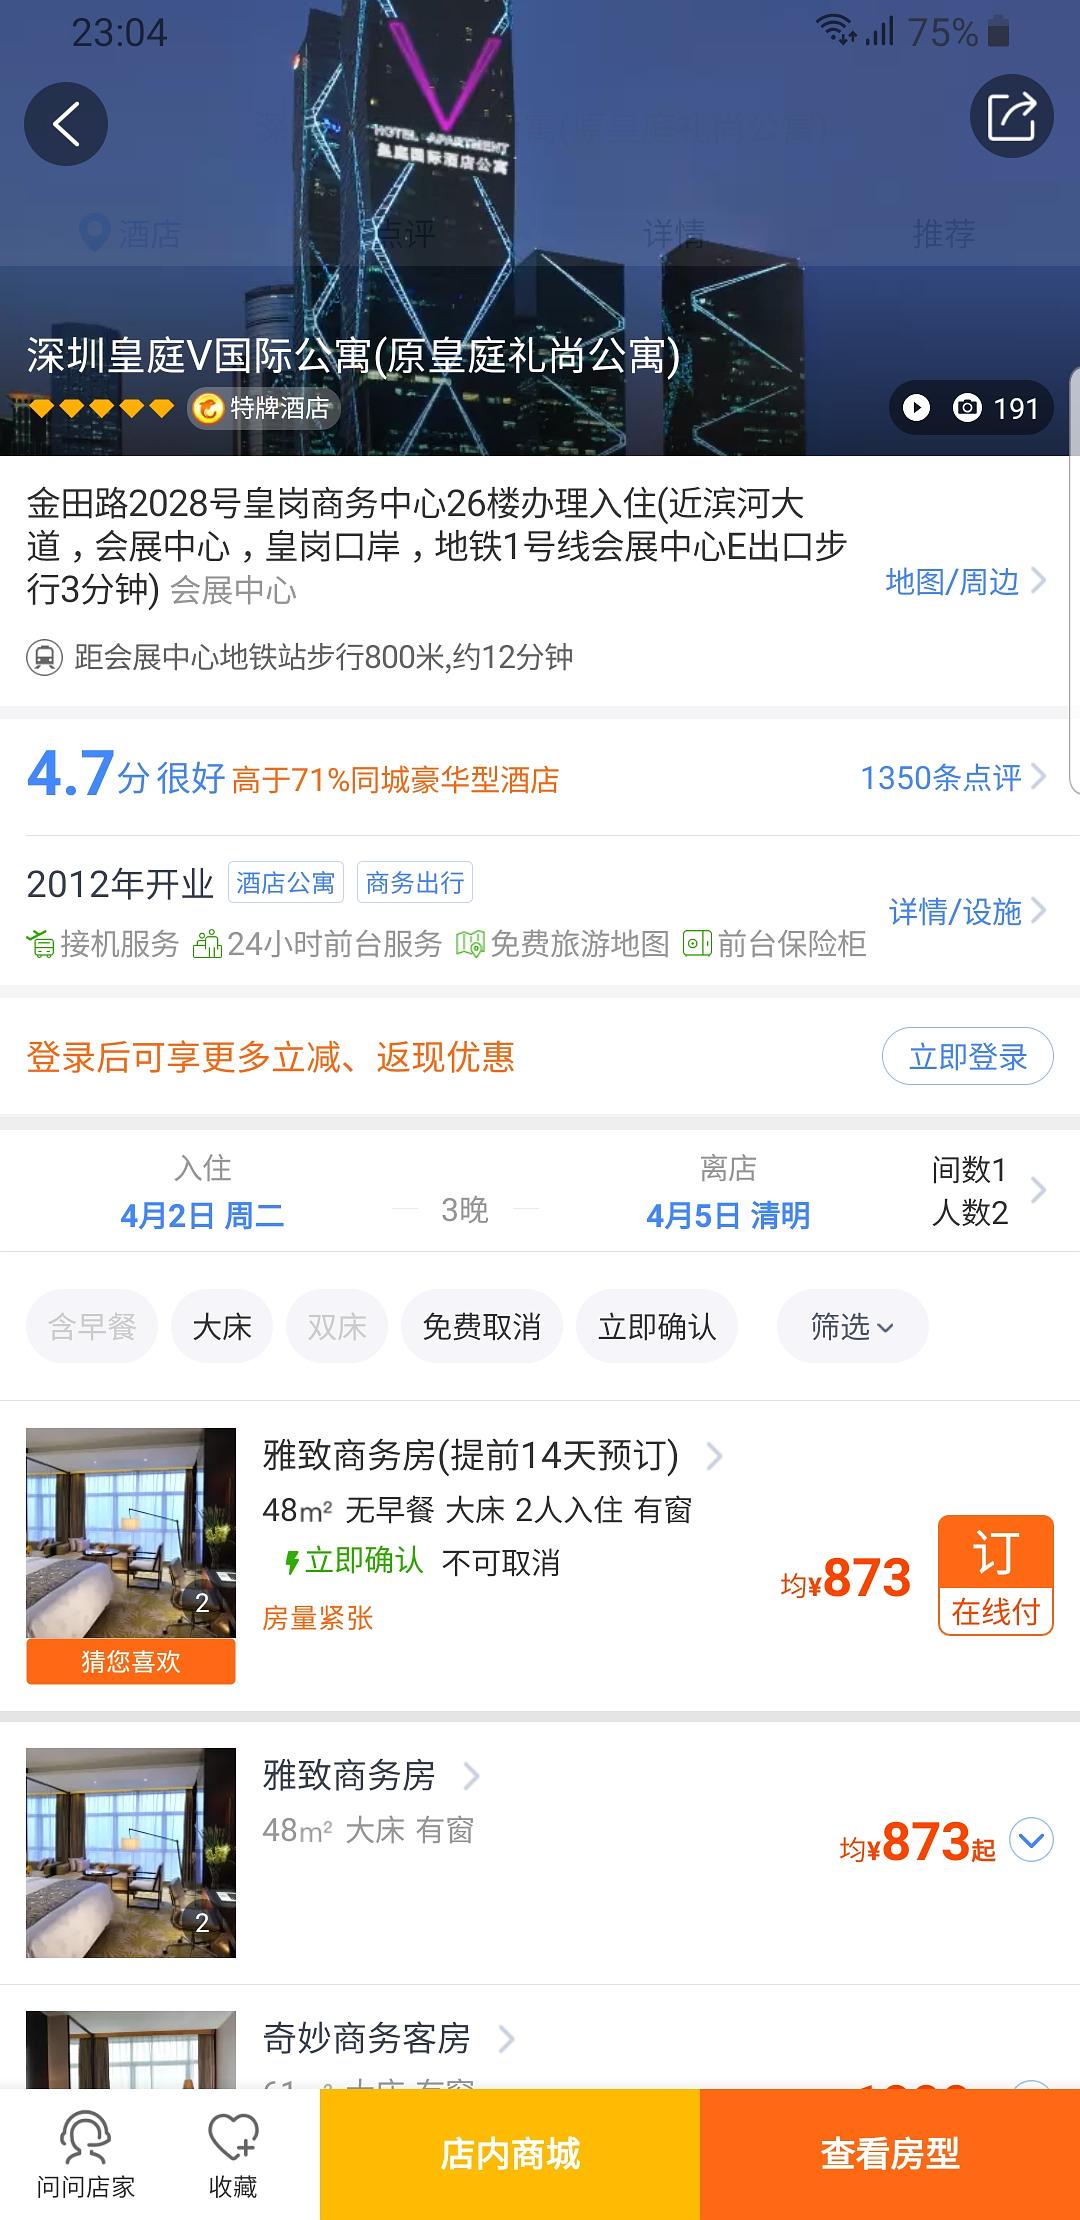 23:04
75%
HOTEL APARTMENT
皇庭国际酒店公寓
酒店
点评
详情
推荐
深圳皇庭V国际公寓(原皇庭礼尚公寓)
特牌酒店
191
金田路2028号皇岗商务中心26楼办理入住(近滨河大
道，会展中心，皇岗口岸，地铁1号线会展中心E出口步
行3分钟) 会展中心
地图/周边
距会展中心地铁站步行800米,约12分钟
4.7分 很好 高于71%同城豪华型酒店
1350条点评
2012年开业 酒店公寓 商务出行
详情/设施
接机服务 24小时前台服务 免费旅游地图 前台保险柜
登录后可享更多立减、返现优惠
立即登录
入住 离店 间数1
4月2日 周二 3晚 4月5日 清明 人数2
含早餐 大床 双床 免费取消 立即确认 筛选
雅致商务房(提前14天预订)
48m² 无早餐 大床 2人入住 有窗
立即确认 不可取消
均¥873
订
在线付
房量紧张
2
猜您喜欢
雅致商务房
48m² 大床 有窗
均¥873起
2
奇妙商务客房
问问店家
收藏
店内商城
查看房型